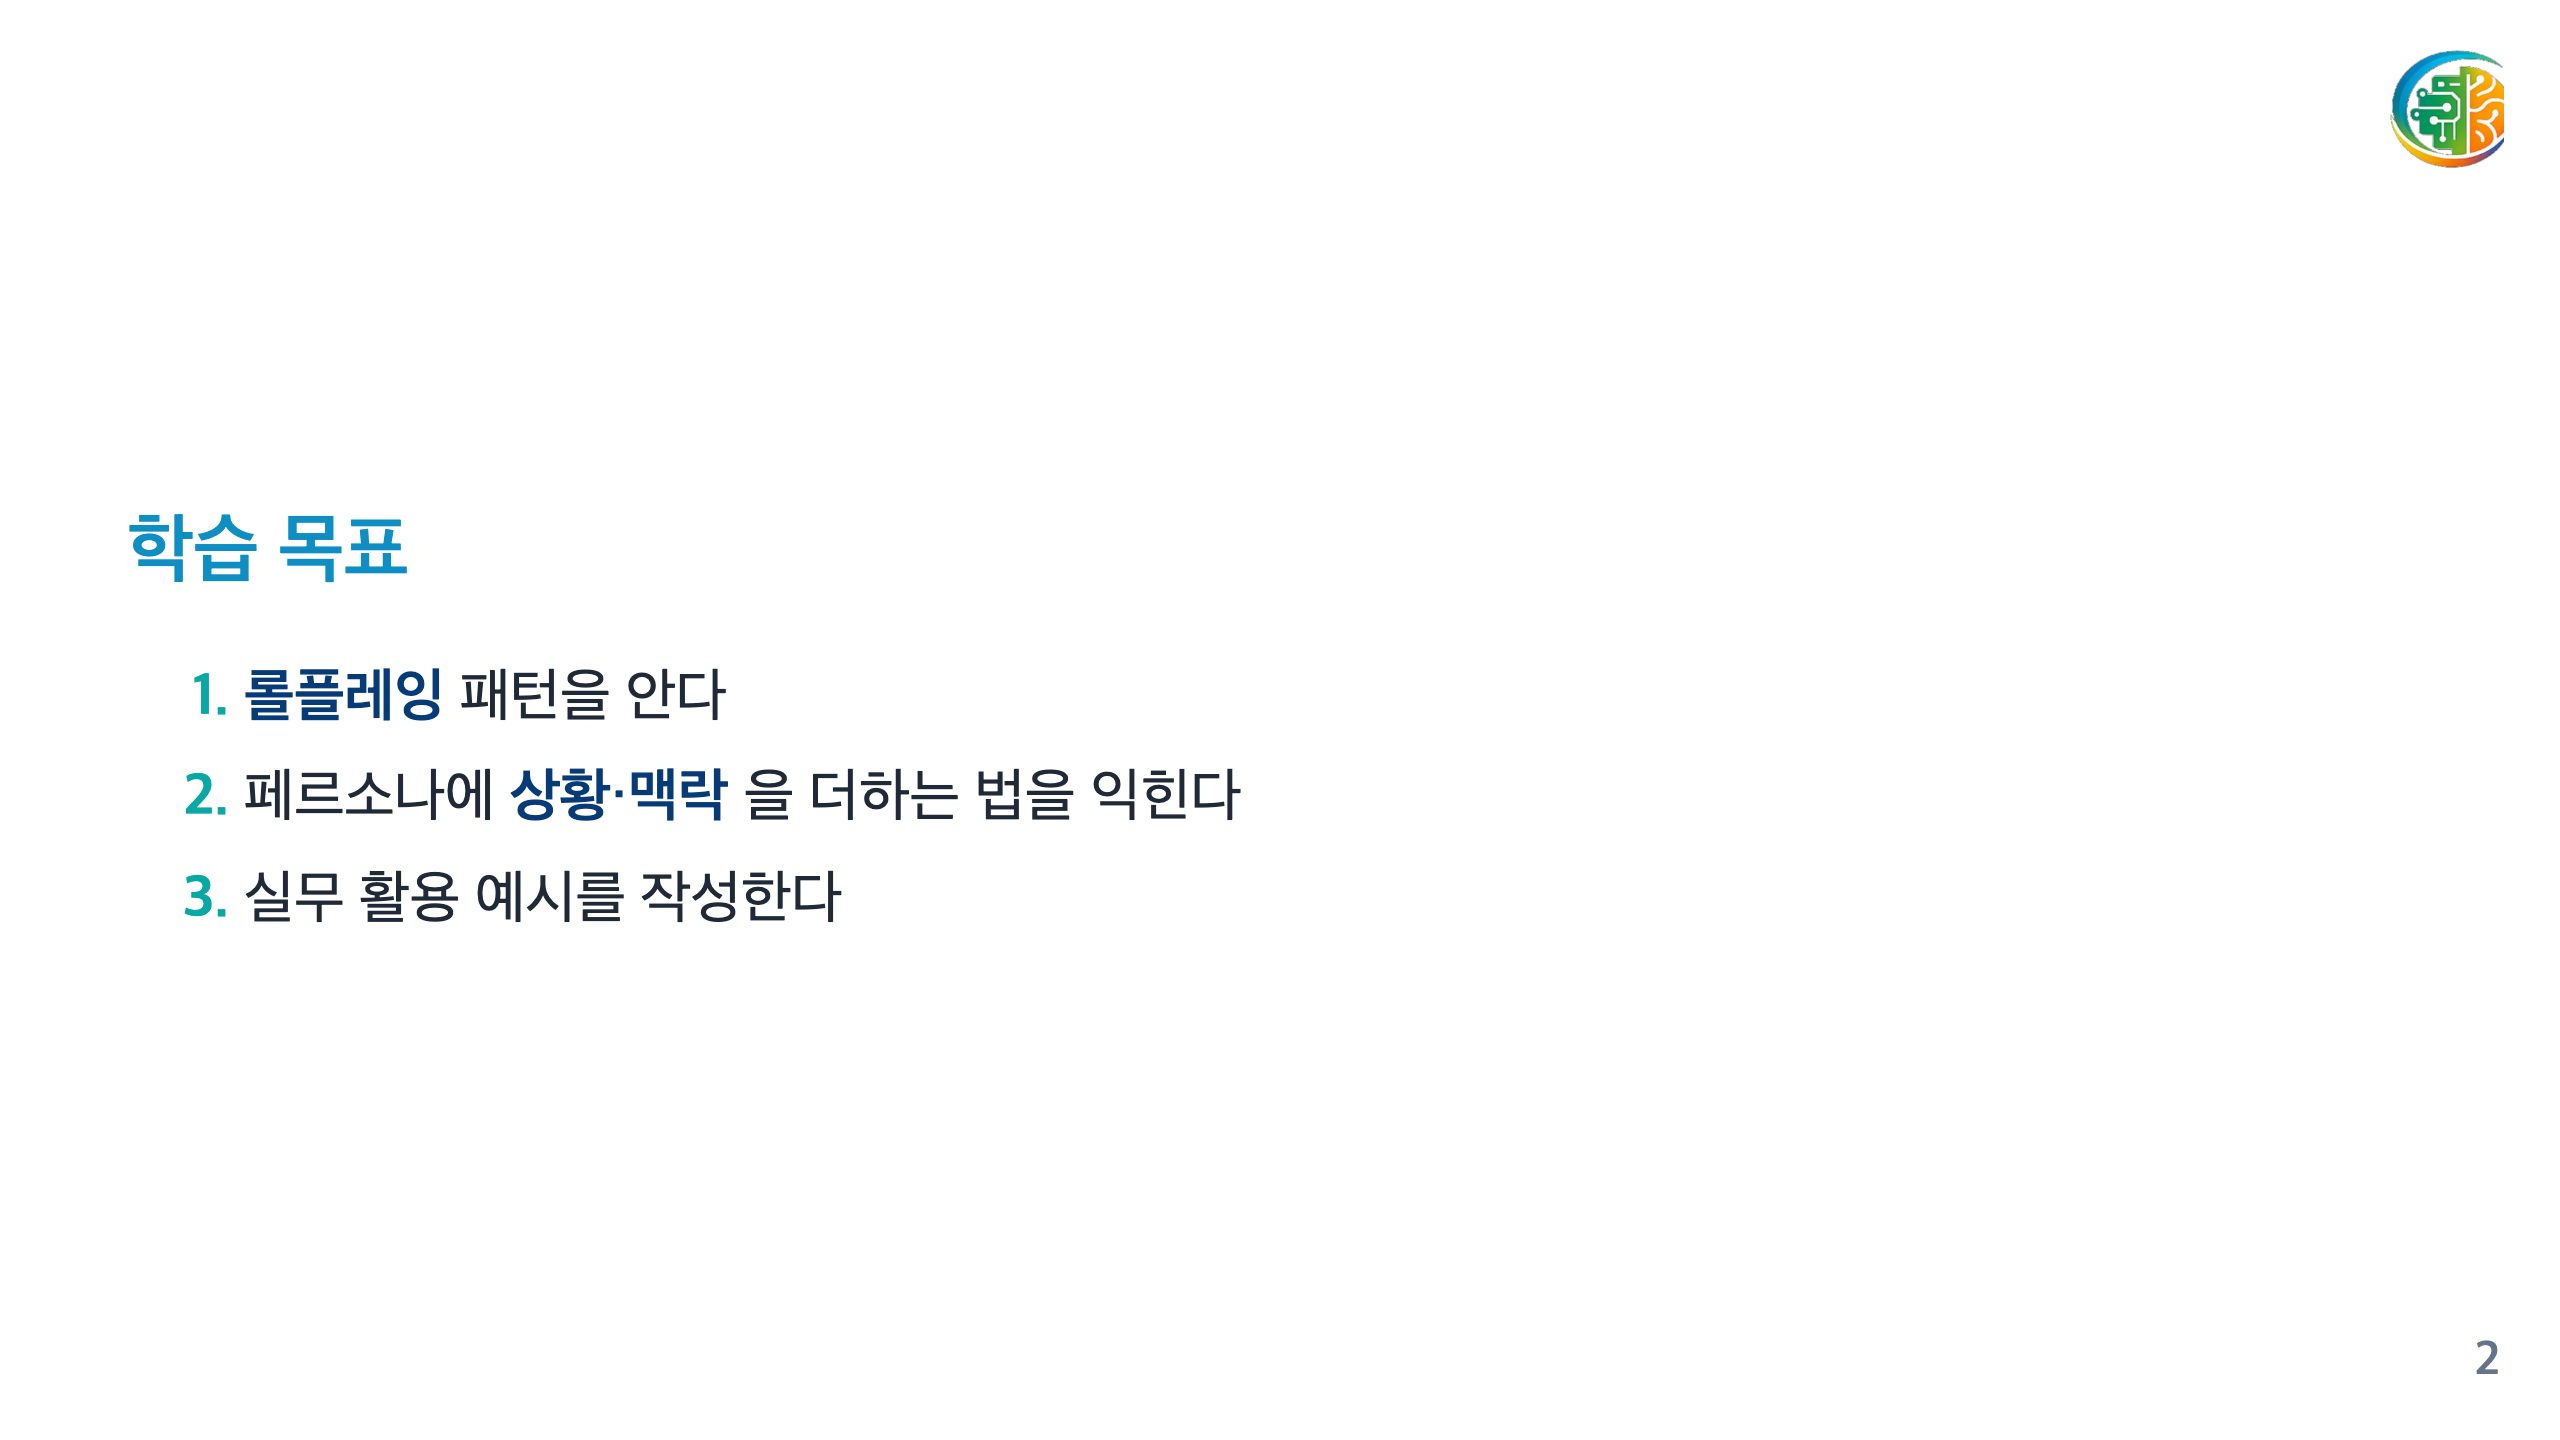 학습 목표
1. 롤플레잉 패턴을 안다
2. 페르소나에 상황·맥락 을 더하는 법을 익힌다
3. 실무 활용 예시를 작성한다
2